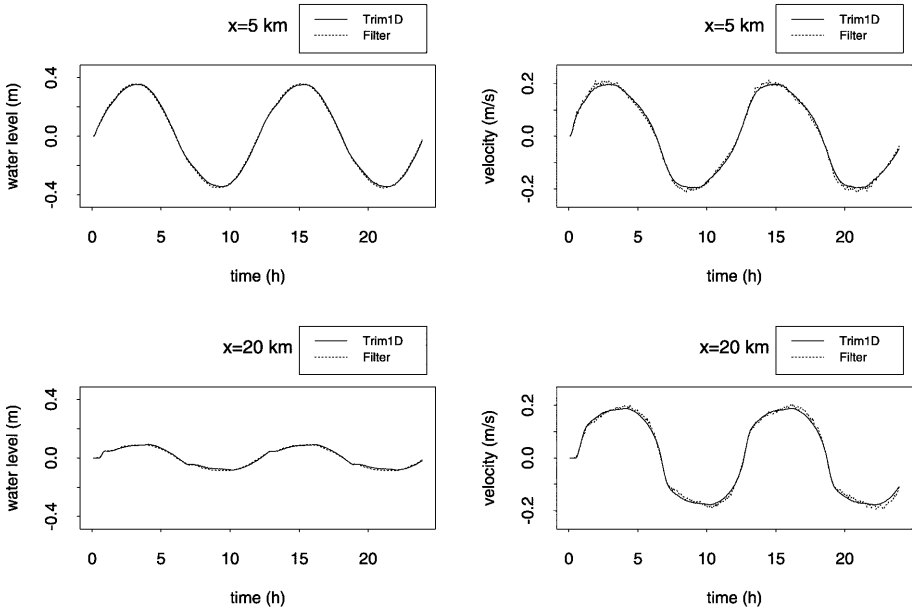 x=5 km
Trim1D
Filter
water level (m)
0.4
0.0
-0.4
0 5 10 15 20
time (h)
x=5 km
Trim1D
Filter
velocity (m/s)
0.2
0.0
-0.2
0 5 10 15 20
time (h)
x=20 km
Trim1D
Filter
water level (m)
0.4
0.0
-0.4
0 5 10 15 20
time (h)
x=20 km
Trim1D
Filter
velocity (m/s)
0.2
0.0
-0.2
0 5 10 15 20
time (h)